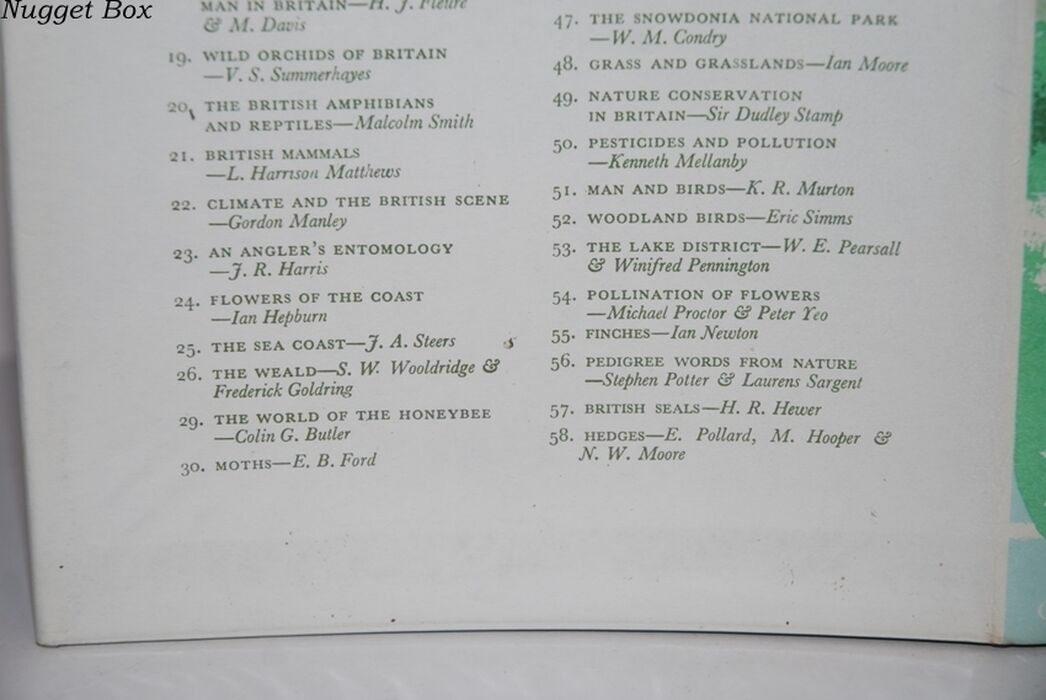 Nugget Box
MAN IN BRITAIN—H. J. Fleure
& M. Davis
19. WILD ORCHIDS OF BRITAIN
—V. S. Summerhayes
20. THE BRITISH AMPHIBIANS
AND REPTILES—Malcolm Smith
21. BRITISH MAMMALS
—L. Harrison Matthews
22. CLIMATE AND THE BRITISH SCENE
—Gordon Manley
23. AN ANGLER'S ENTOMOLOGY
—J. R. Harris
24. FLOWERS OF THE COAST
—Ian Hepburn
25. THE SEA COAST—J. A. Steers
26. THE WEALD—S. W. Wooldridge &
Frederick Goldring
29. THE WORLD OF THE HONEYBEE
—Colin G. Butler
30. MOTHS—E. B. Ford
47. THE SNOWDONIA NATIONAL PARK
—W. M. Condry
48. GRASS AND GRASSLANDS—Ian Moore
49. NATURE CONSERVATION
IN BRITAIN—Sir Dudley Stamp
50. PESTICIDES AND POLLUTION
—Kenneth Mellanby
51. MAN AND BIRDS—K. R. Murton
52. WOODLAND BIRDS—Eric Simms
53. THE LAKE DISTRICT—W. E. Pearsall
& Winifred Pennington
54. POLLINATION OF FLOWERS
—Michael Proctor & Peter Yeo
55. FINCHES—Ian Newton
56. PEDIGREE WORDS FROM NATURE
—Stephen Potter & Laurens Sargent
57. BRITISH SEALS—H. R. Hewer
58. HEDGES—E. Pollard, M. Hooper &
N. W. Moore